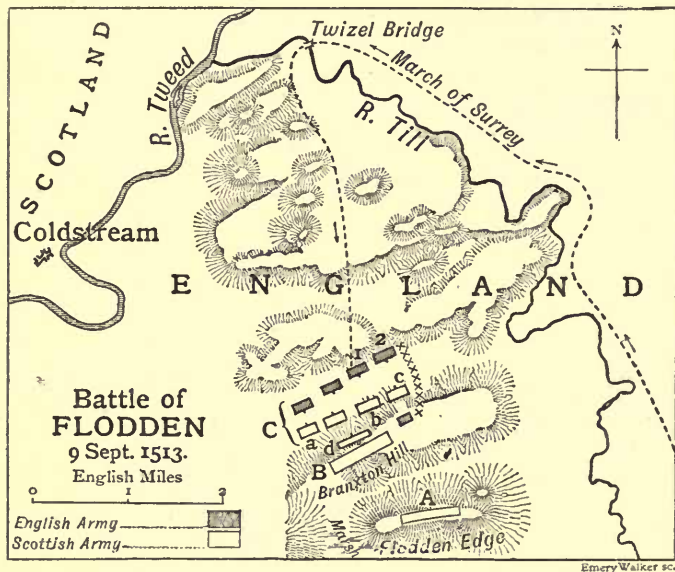 Twizel Bridge
March of Surrey
N
R. Tweed
R. Till
SCOTLAND
Coldstream
ENGLAND
1
2
C
a
b
c
d
B
Branxton Hill
A
Marsh
Flodden Edge
Battle of
FLODDEN
9 Sept. 1513.
English Miles
0 1 2
English Army
Scottish Army
Emery Walker sc.